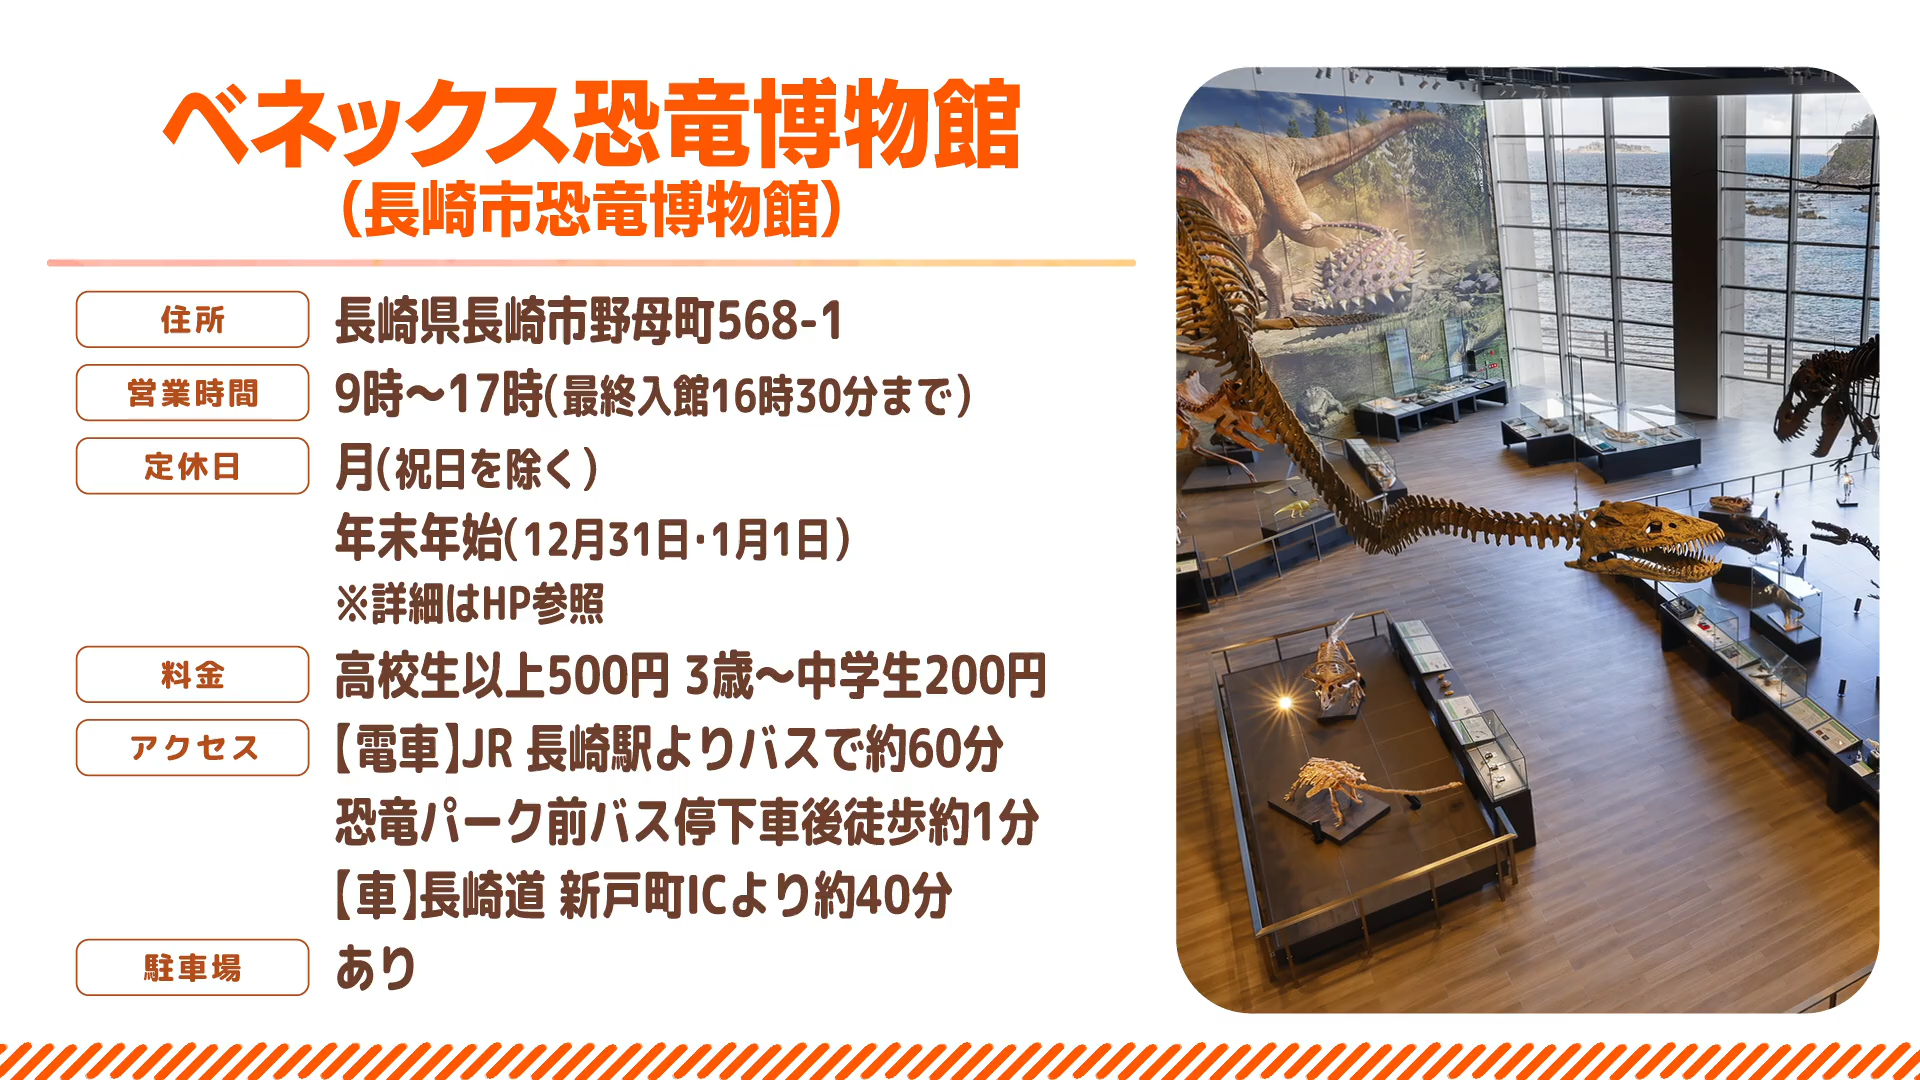 ベネックス恐竜博物館
（長崎市恐竜博物館）
住所 長崎県長崎市野母町568-1
営業時間 9時～17時(最終入館16時30分まで)
定休日 月(祝日を除く)
年末年始(12月31日･1月1日)
※詳細はHP参照
料金 高校生以上500円 3歳～中学生200円
アクセス 【電車】JR 長崎駅よりバスで約60分
恐竜パーク前バス停下車後徒歩約1分
【車】長崎道 新戸町ICより約40分
駐車場 あり